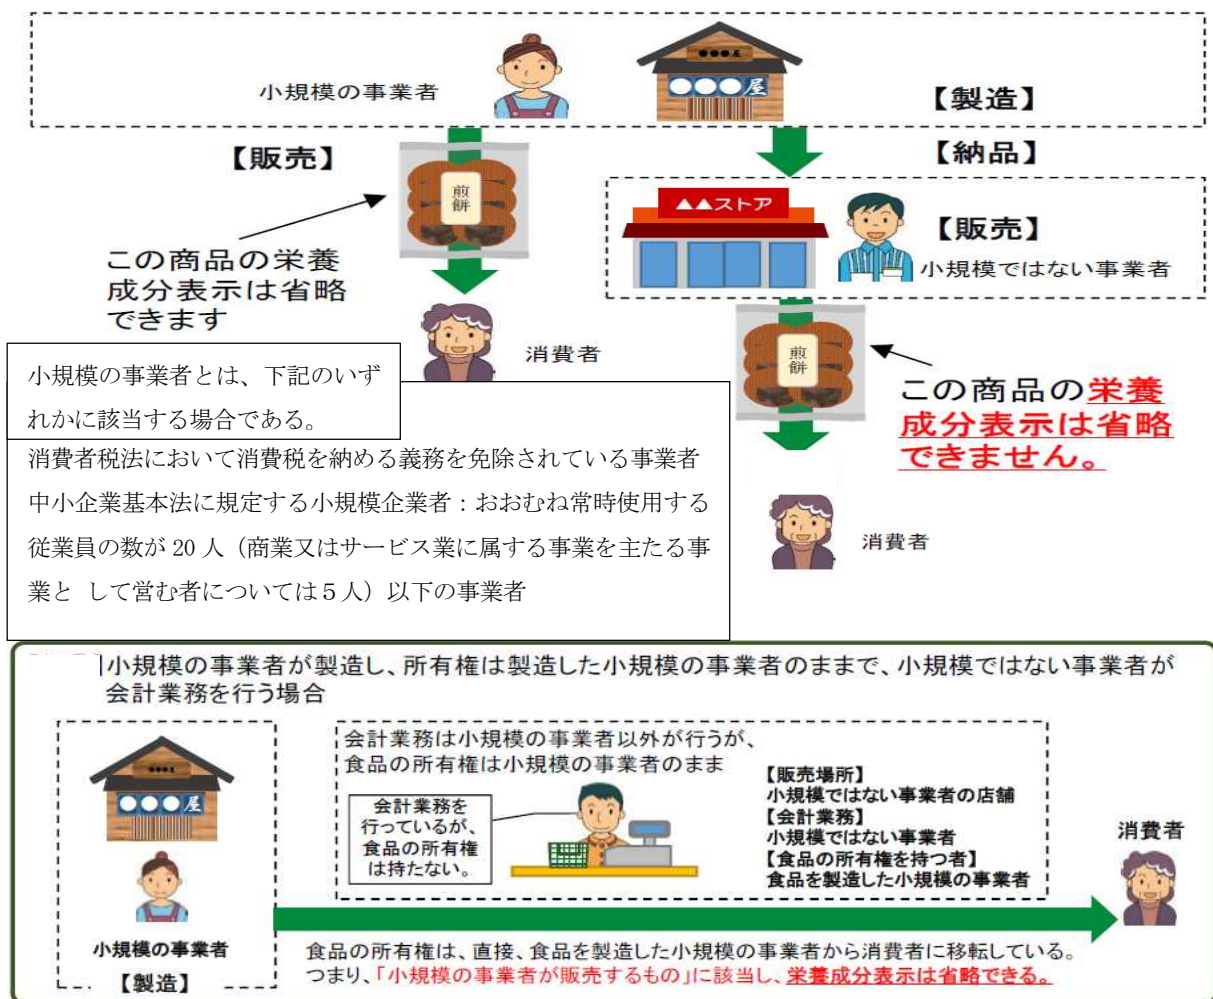 ●●●屋
○○○屋
小規模の事業者
【製造】
【販売】
【納品】
煎餅
▲▲ストア
【販売】
小規模ではない事業者
この商品の栄養
成分表示は省略
できます
消費者
煎餅
この商品の栄養
成分表示は省略
できません。
消費者
小規模の事業者とは、下記のいず
れかに該当する場合である。
消費者税法において消費税を納める義務を免除されている事業者
中小企業基本法に規定する小規模企業者：おおむね常時使用する
従業員の数が 20 人（商業又はサービス業に属する事業を主たる事
業と して営む者については５人）以下の事業者
小規模の事業者が製造し、所有権は製造した小規模の事業者のままで、小規模ではない事業者が
会計業務を行う場合
会計業務は小規模の事業者以外が行うが、
食品の所有権は小規模の事業者のまま
会計業務を
行っているが、
食品の所有権
は持たない。
【販売場所】
小規模ではない事業者の店舗
【会計業務】
小規模ではない事業者
【食品の所有権を持つ者】
食品を製造した小規模の事業者
●●●屋
○○○屋
小規模の事業者
【製造】
消費者
食品の所有権は、直接、食品を製造した小規模の事業者から消費者に移転している。
つまり、「小規模の事業者が販売するもの」に該当し、栄養成分表示は省略できる。